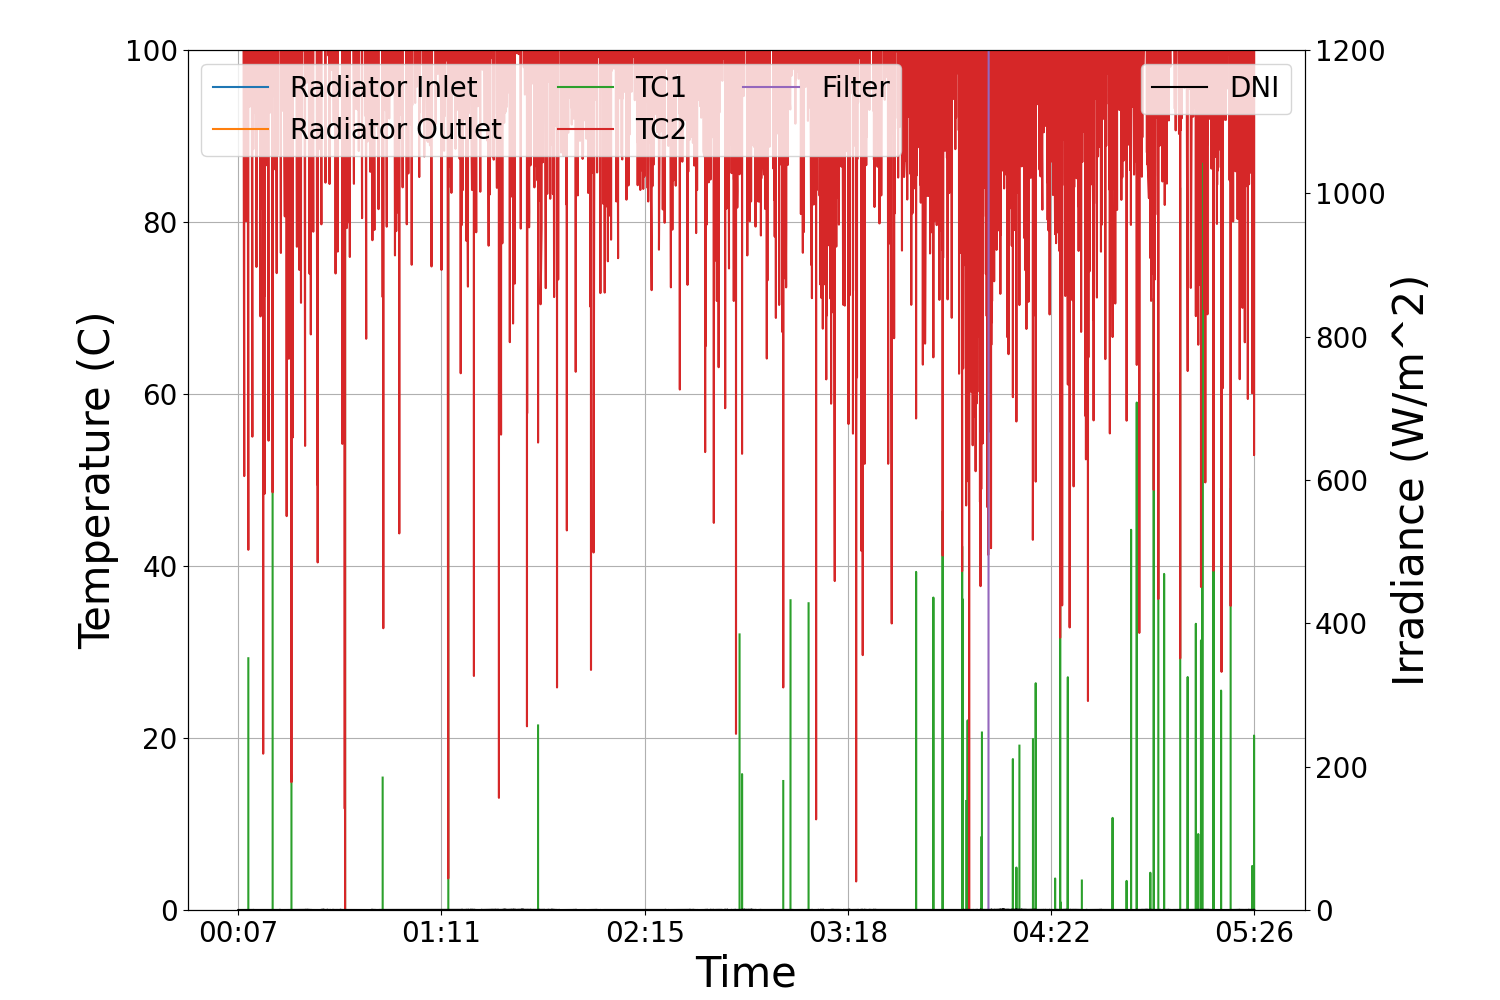 100
80
60
40
20
0
Temperature (C)
Radiator Inlet
Radiator Outlet
TC1
TC2
Filter
DNI
1200
1000
800
600
400
200
0
Irradiance (W/m^2)
00:07
01:11
02:15
03:18
04:22
05:26
Time